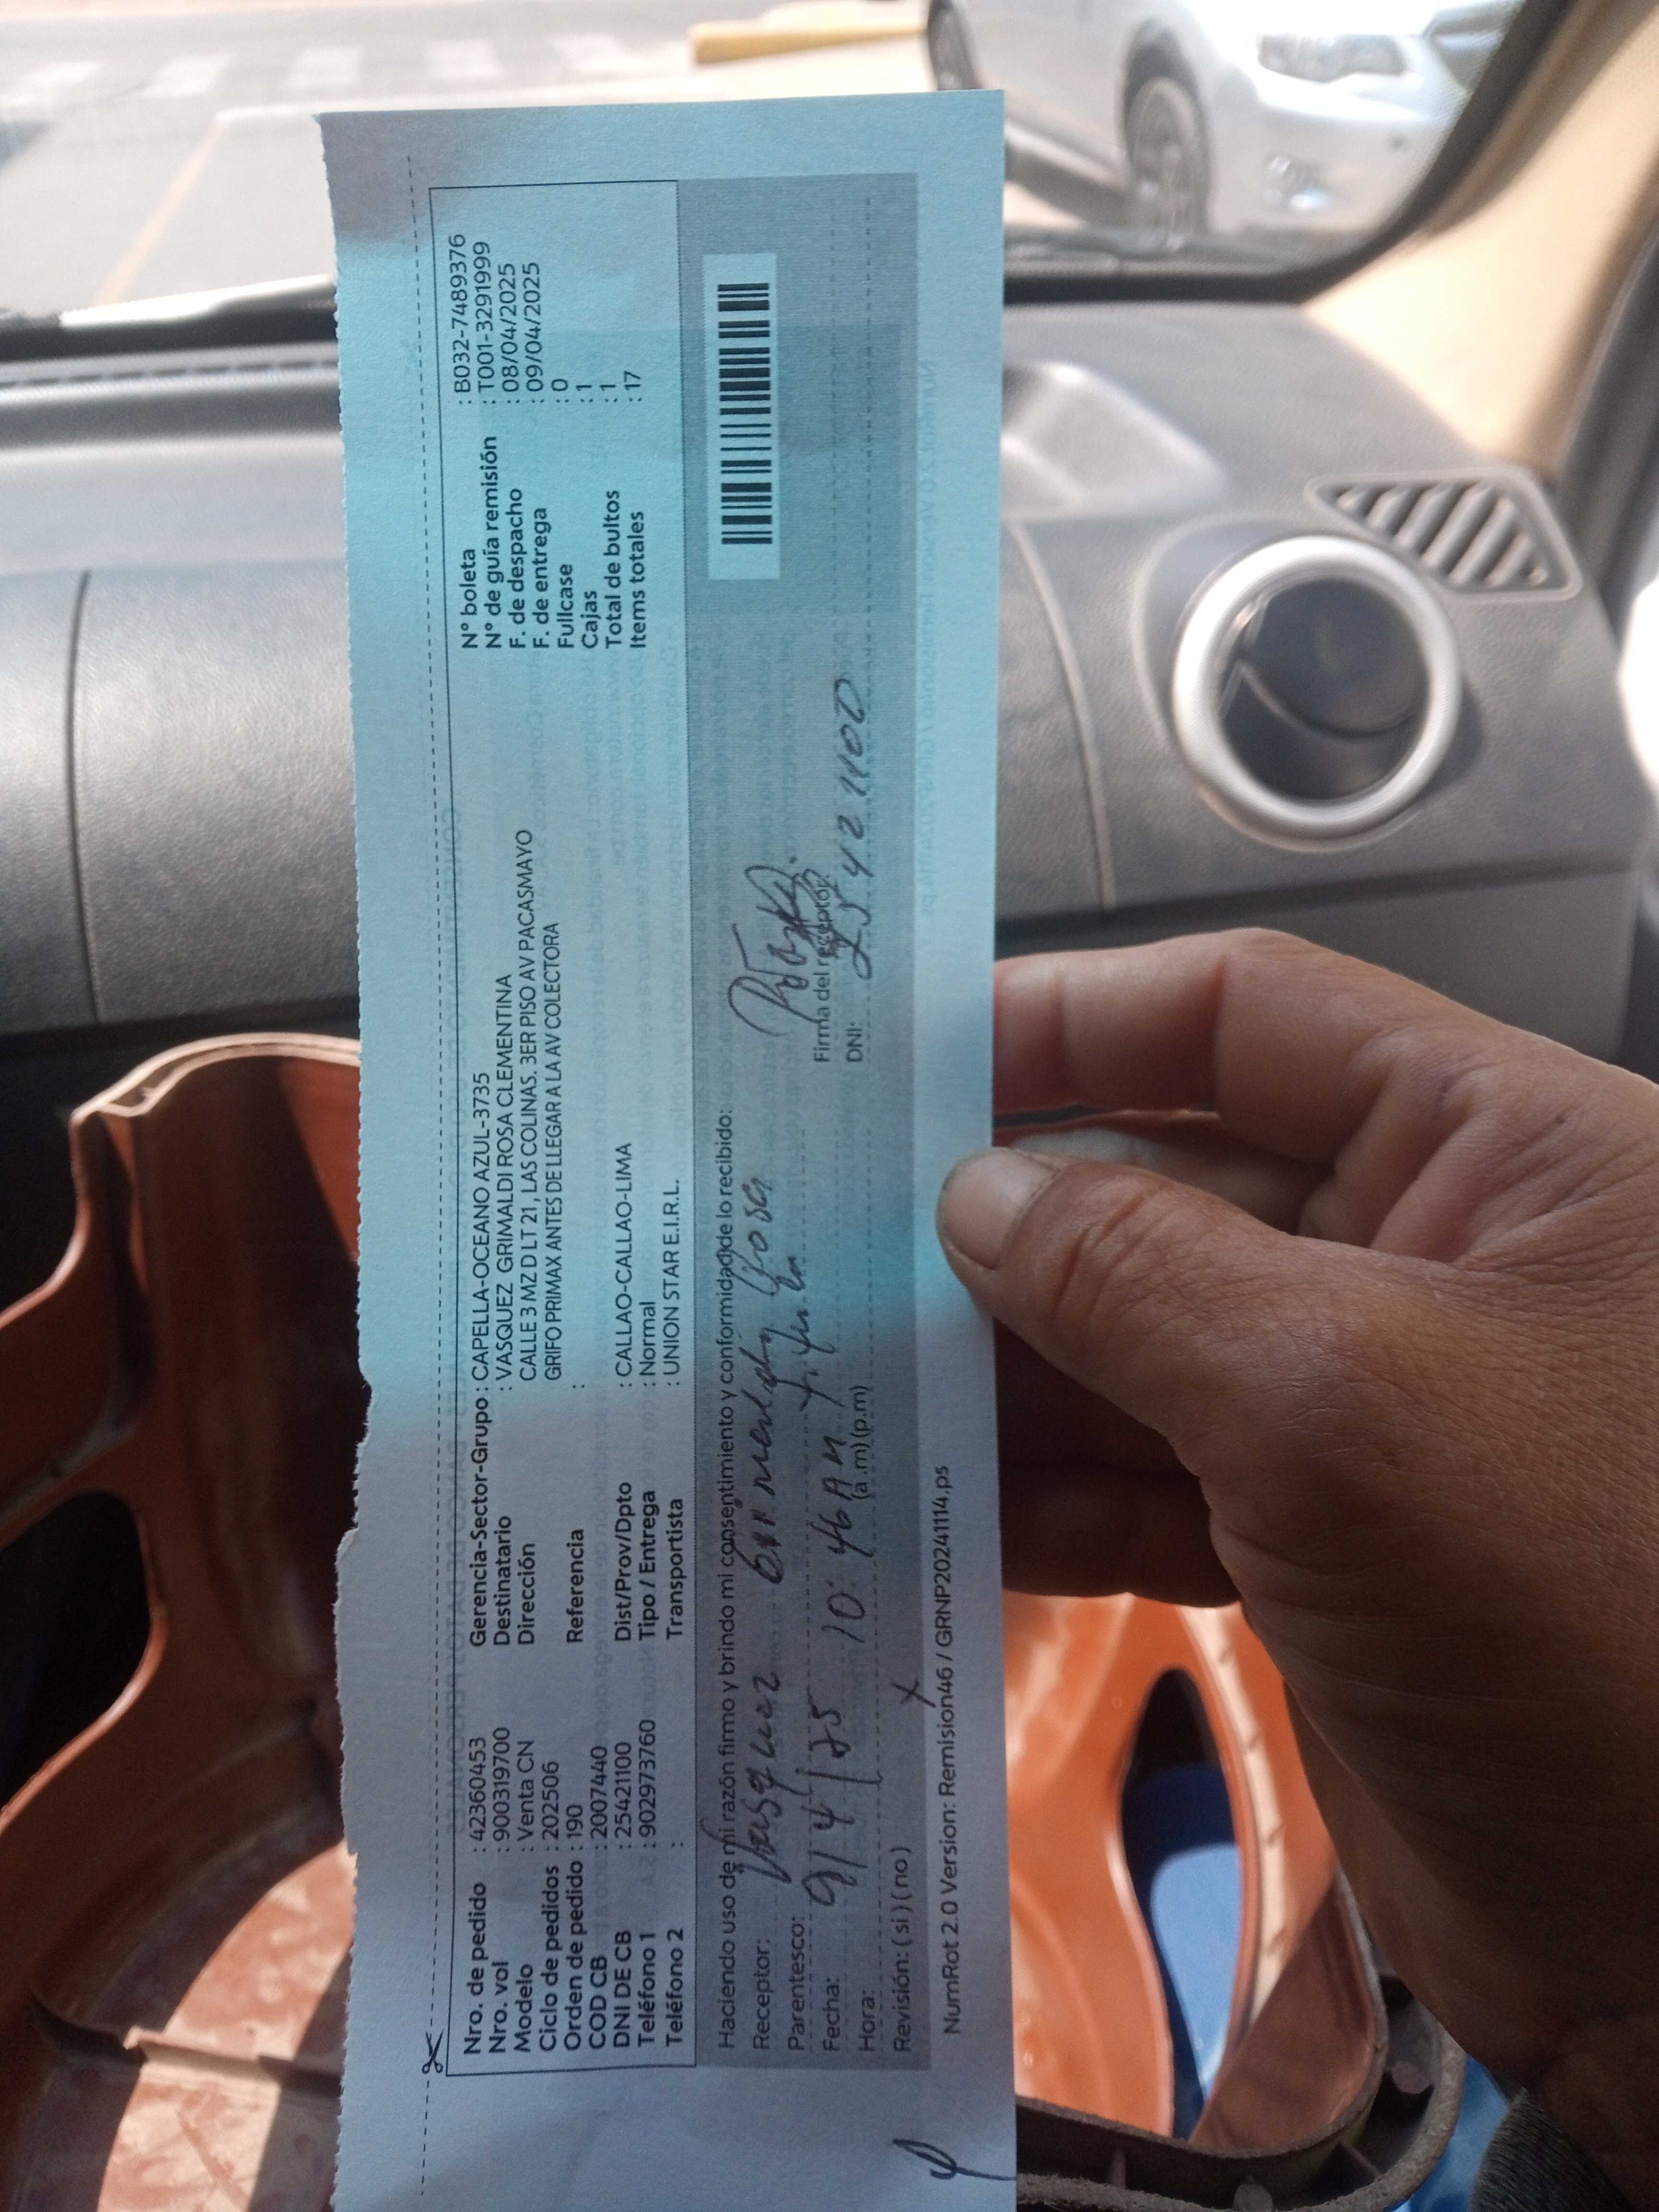 Nro. de pedido : 42360453
Nro. vol : 900319700
Modelo : Venta CN
Ciclo de pedidos : 202506
Orden de pedido : 190
COD CB : 2007440
DNI DE CB : 25421100
Teléfono 1 : 902973760
Teléfono 2 :
Gerencia-Sector-Grupo : CAPELLA-OCEANO AZUL-3735
Destinatario : VASQUEZ GRIMALDI ROSA CLEMENTINA
Dirección CALLE 3 MZ D LT 21 , LAS COLINAS. 3ER PISO AV PACASMAYO
GRIFO PRIMAX ANTES DE LLEGAR A LA AV COLECTORA
Referencia :
Dist/Prov/Dpto : CALLAO-CALLAO-LIMA
Tipo / Entrega : Normal
Transportista : UNION STAR E.I.R.L.
N° boleta : B032-7489376
N° de guía remisión : T001-3291999
F. de despacho : 08/04/2025
F. de entrega : 09/04/2025
Fullcase : 0
Cajas : 1
Total de bultos : 1
Items totales : 17
Haciendo uso de mi razón firmo y brindo mi consentimiento y conformidad de lo recibido:
Receptor: Vasquez Rosa
Parentesco:
Fecha: 9/4/25
Hora: 10:46 AM (a.m) (p.m)
Revisión: ( si ) ( no ) X
Firma del receptor
DNI: 25421100
NumRot 2.0 Version: Remision46 / GRNP20241114.ps